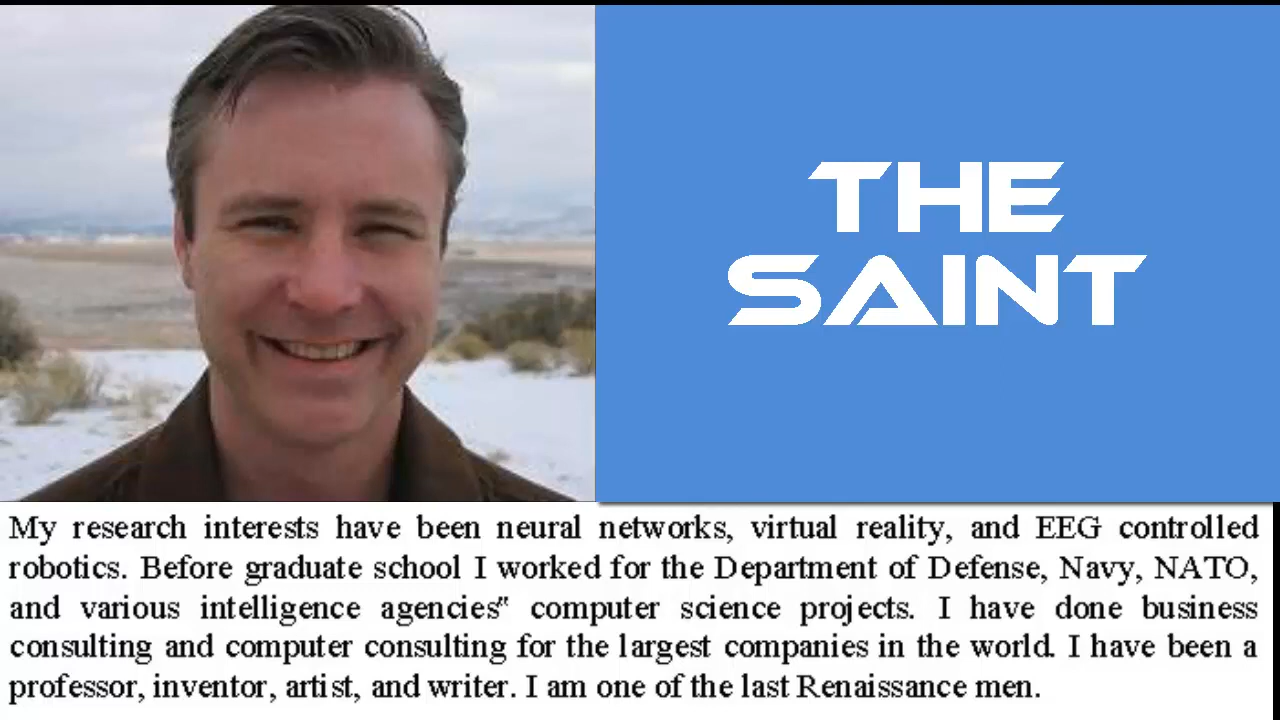 THE
SAINT
My research interests have been neural networks, virtual reality, and EEG controlled
robotics. Before graduate school I worked for the Department of Defense, Navy, NATO,
and various intelligence agencies" computer science projects. I have done business
consulting and computer consulting for the largest companies in the world. I have been a
professor, inventor, artist, and writer. I am one of the last Renaissance men.